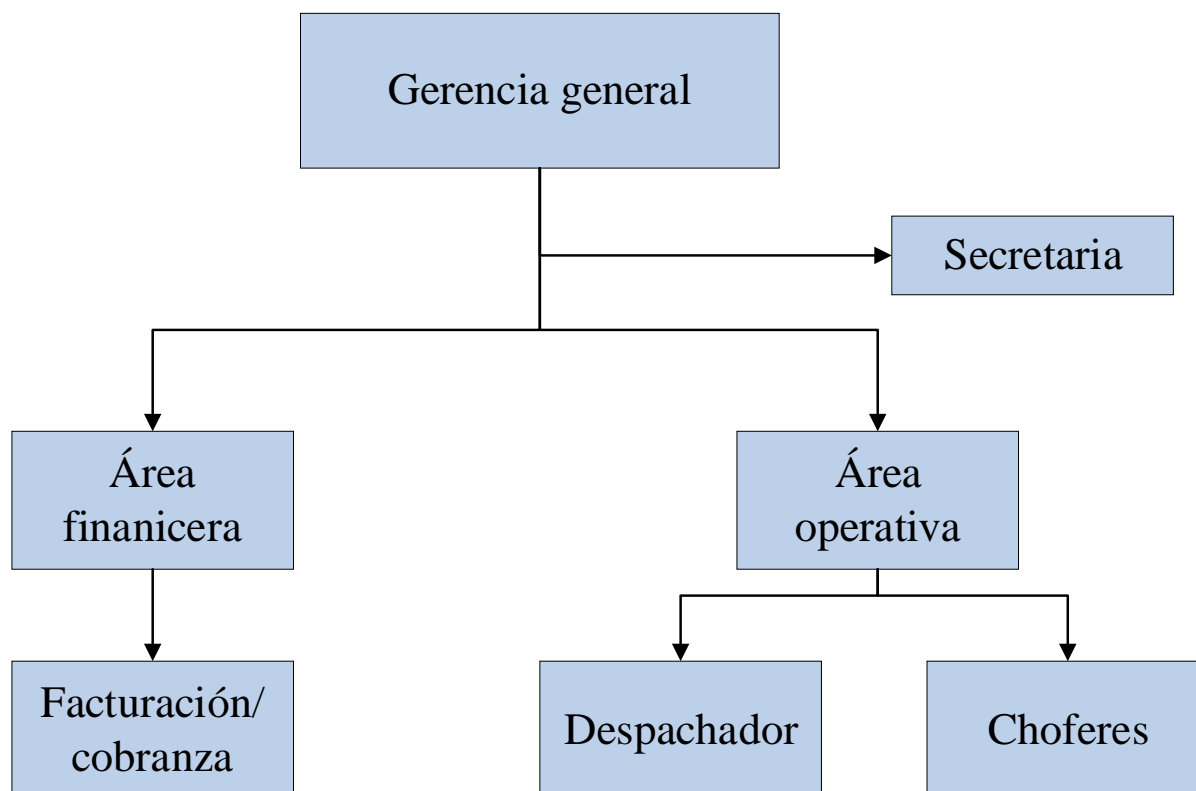 Gerencia general
Secretaria
Área
finanicera
Área
operativa
Facturación/
cobranza
Despachador
Choferes